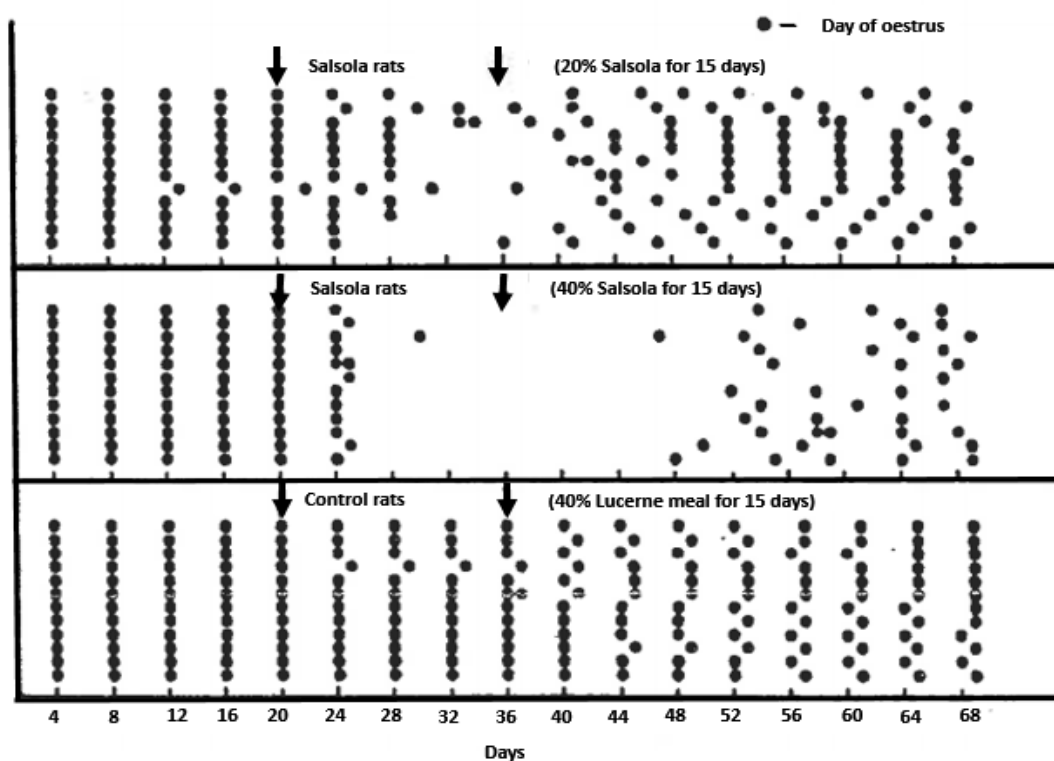 ● – Day of oestrus
Salsola rats (20% Salsola for 15 days)
Salsola rats (40% Salsola for 15 days)
Control rats (40% Lucerne meal for 15 days)
4 8 12 16 20 24 28 32 36 40 44 48 52 56 60 64 68
Days